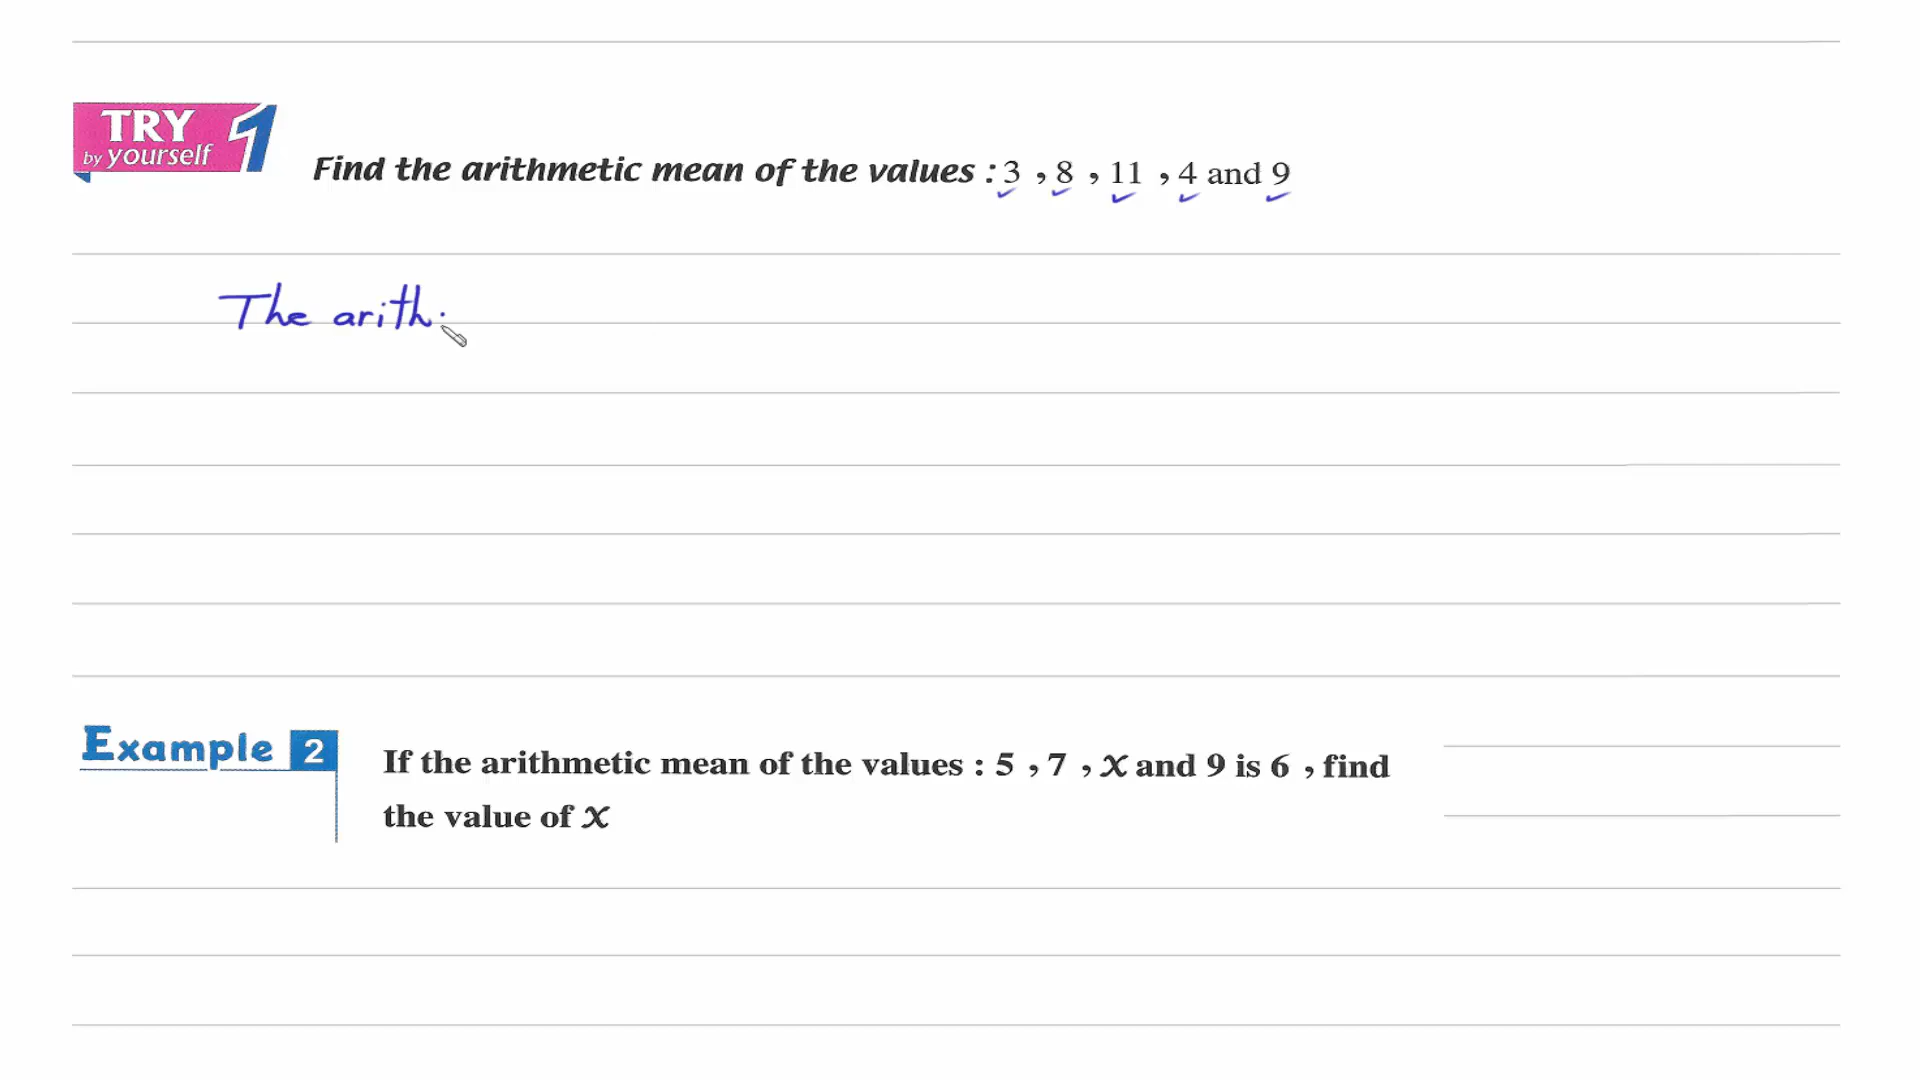 TRY 1
by yourself
Find the arithmetic mean of the values : 3 , 8 , 11 , 4 and 9
The arith.
Example 2
If the arithmetic mean of the values : 5 , 7 , X and 9 is 6 , find
the value of X